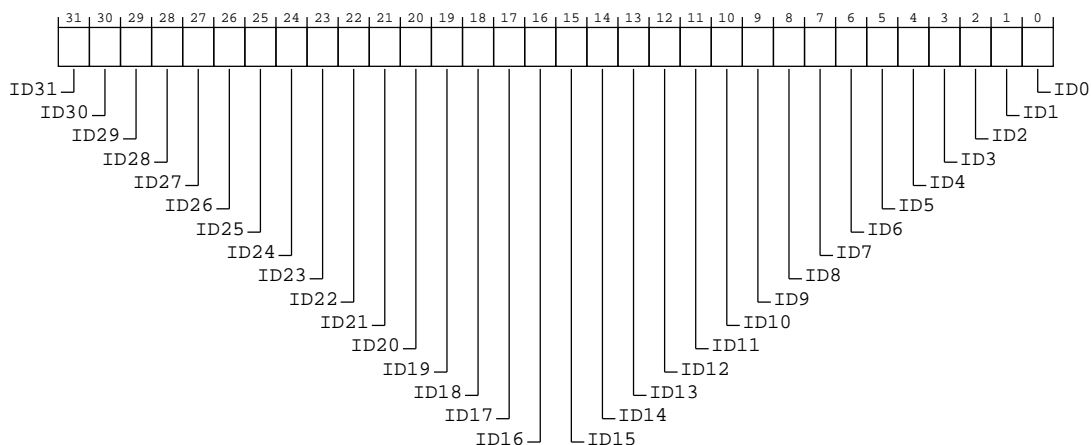 31 30 29 28 27 26 25 24 23 22 21 20 19 18 17 16 15 14 13 12 11 10 9 8 7 6 5 4 3 2 1 0
ID31 ID0
ID30 ID1
ID29 ID2
ID28 ID3
ID27 ID4
ID26 ID5
ID25 ID6
ID24 ID7
ID23 ID8
ID22 ID9
ID21 ID10
ID20 ID11
ID19 ID12
ID18 ID13
ID17 ID14
ID16 ID15